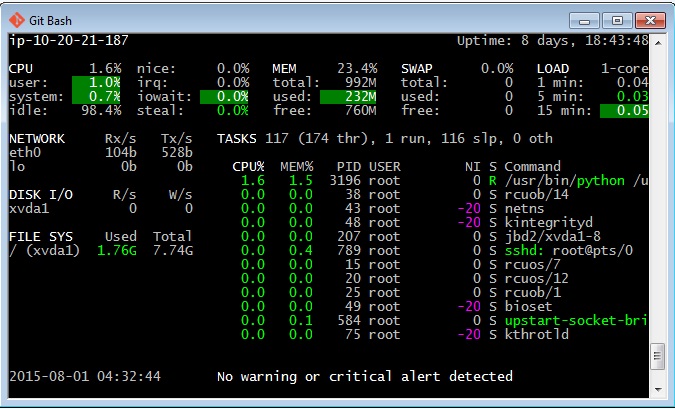 Git Bash
ip-10-20-21-187 Uptime: 8 days, 18:43:48
CPU 1.6% nice: 0.0% MEM 23.4% SWAP 0.0% LOAD 1-core
user: 1.0% irq: 0.0% total: 992M total: 0 1 min: 0.04
system: 0.7% iowait: 0.0% used: 232M used: 0 5 min: 0.03
idle: 98.4% steal: 0.0% free: 760M free: 0 15 min: 0.05
NETWORK Rx/s Tx/s TASKS 117 (174 thr), 1 run, 116 slp, 0 oth
eth0 104b 528b
lo 0b 0b CPU% MEM% PID USER NI S Command
1.6 1.5 3196 root 0 R /usr/bin/python /u
DISK I/O R/s W/s 0.0 0.0 38 root 0 S rcuob/14
xvda1 0 0 0.0 0.0 43 root -20 S netns
0.0 0.0 48 root -20 S kintegrityd
FILE SYS Used Total 0.0 0.0 207 root 0 S jbd2/xvda1-8
/ (xvda1) 1.76G 7.74G 0.0 0.4 789 root 0 S sshd: root@pts/0
0.0 0.0 15 root 0 S rcuos/7
0.0 0.0 20 root 0 S rcuos/12
0.0 0.0 25 root 0 S rcuob/1
0.0 0.0 49 root -20 S bioset
0.0 0.1 584 root 0 S upstart-socket-bri
0.0 0.0 75 root -20 S kthrotld
2015-08-01 04:32:44 No warning or critical alert detected